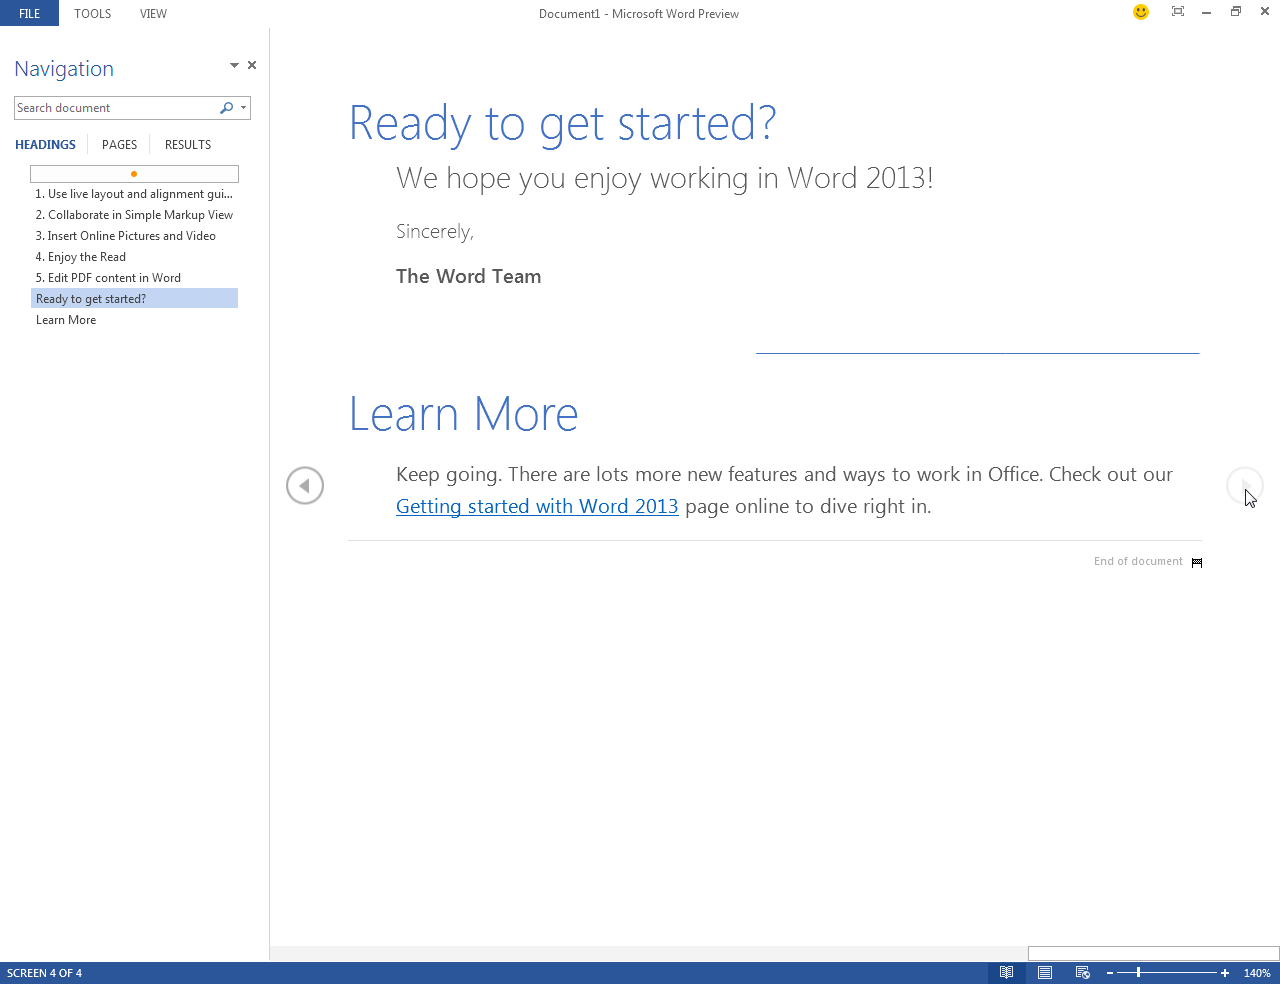 FILE TOOLS VIEW Document1 - Microsoft Word Preview
Navigation
Search document
HEADINGS PAGES RESULTS
1. Use live layout and alignment gui...
2. Collaborate in Simple Markup View
3. Insert Online Pictures and Video
4. Enjoy the Read
5. Edit PDF content in Word
Ready to get started?
Learn More
Ready to get started?
We hope you enjoy working in Word 2013!
Sincerely,
The Word Team
Learn More
Keep going. There are lots more new features and ways to work in Office. Check out our
Getting started with Word 2013 page online to dive right in.
End of document
SCREEN 4 OF 4 140%